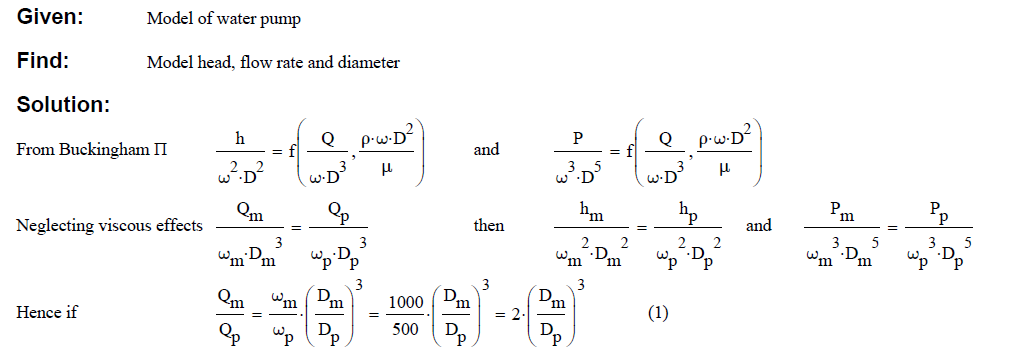 Given: Model of water pump
Find: Model head, flow rate and diameter
Solution:
From Buckingham Π h/(ω²·D²) = f(Q/(ω·D³), ρ·ω·D²/μ) and P/(ω³·D⁵) = f(Q/(ω·D³), ρ·ω·D²/μ)
Neglecting viscous effects Qₘ/(ωₘ·Dₘ³) = Qₚ/(ωₚ·Dₚ³) then hₘ/(ωₘ²·Dₘ²) = hₚ/(ωₚ²·Dₚ²) and Pₘ/(ωₘ³·Dₘ⁵) = Pₚ/(ωₚ³·Dₚ⁵)
Hence if Qₘ/Qₚ = ωₘ/ωₚ·(Dₘ/Dₚ)³ = 1000/500·(Dₘ/Dₚ)³ = 2·(Dₘ/Dₚ)³ (1)